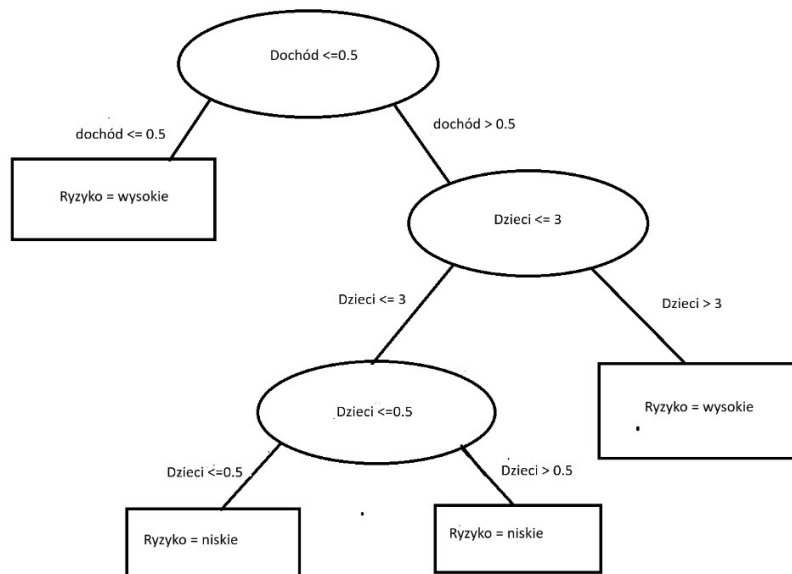 Dochód <=0.5
dochód <= 0.5
dochód > 0.5
Ryzyko = wysokie
Dzieci <= 3
Dzieci <= 3
Dzieci > 3
Dzieci <=0.5
Ryzyko = wysokie
Dzieci <=0.5
Dzieci > 0.5
Ryzyko = niskie
Ryzyko = niskie